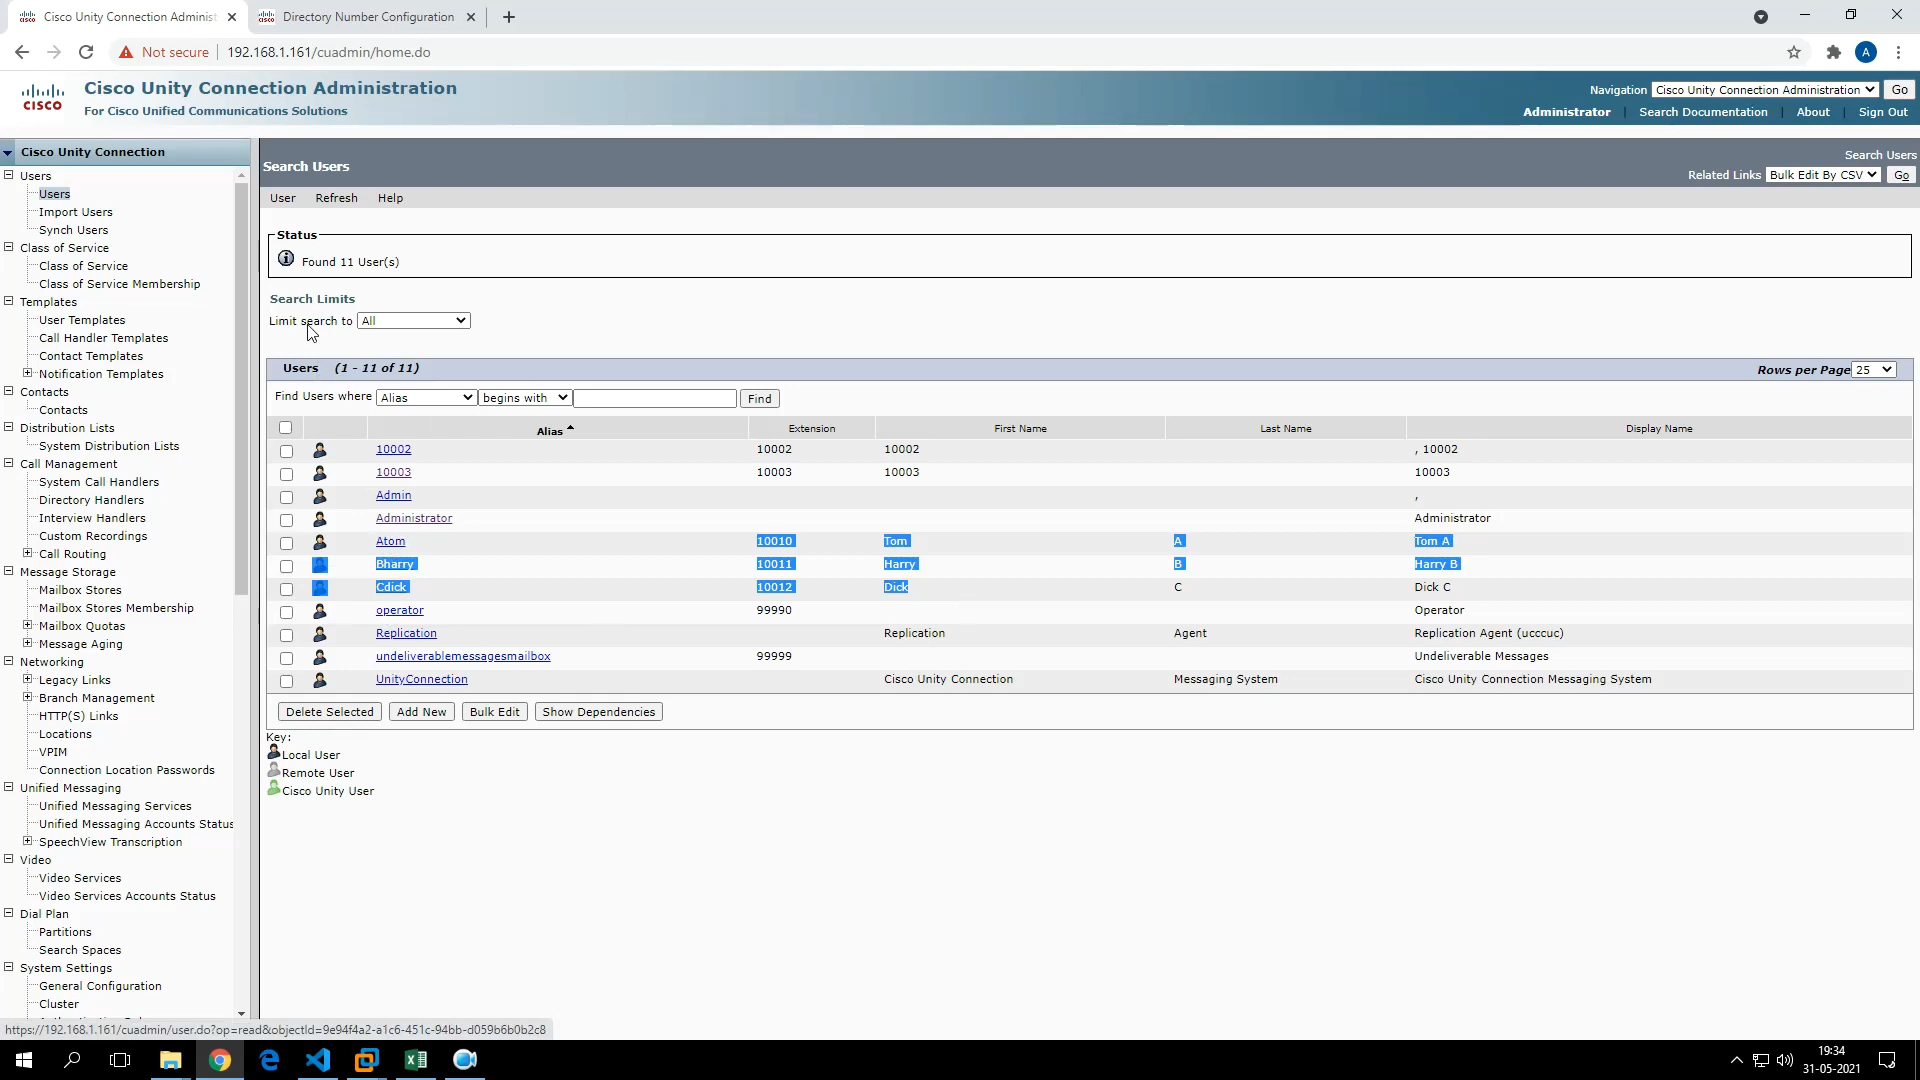 Cisco Unity Connection Administ
Directory Number Configuration
Not secure
192.168.1.161/cuadmin/home.do
A
CISCO
Cisco Unity Connection Administration
For Cisco Unified Communications Solutions
Navigation Cisco Unity Connection Administration Go
Administrator Search Documentation About Sign Out
Cisco Unity Connection
Users
Users
Import Users
Synch Users
Class of Service
Class of Service
Class of Service Membership
Templates
User Templates
Call Handler Templates
Contact Templates
Notification Templates
Contacts
Contacts
Distribution Lists
System Distribution Lists
Call Management
System Call Handlers
Directory Handlers
Interview Handlers
Custom Recordings
Call Routing
Message Storage
Mailbox Stores
Mailbox Stores Membership
Mailbox Quotas
Message Aging
Networking
Legacy Links
Branch Management
HTTP(S) Links
Locations
VPIM
Connection Location Passwords
Unified Messaging
Unified Messaging Services
Unified Messaging Accounts Status
SpeechView Transcription
Video
Video Services
Video Services Accounts Status
Dial Plan
Partitions
Search Spaces
System Settings
General Configuration
Cluster
Search Users
Search Users
Related Links Bulk Edit By CSV Go
User Refresh Help
Status
Found 11 User(s)
Search Limits
Limit search to All
Users (1 - 11 of 11)
Rows per Page 25
Find Users where Alias begins with Find
Alias Extension First Name Last Name Display Name
10002 10002 10002 , 10002
10003 10003 10003 10003
Admin ,
Administrator Administrator
Atom 10010 Tom A Tom A
Bharry 10011 Harry B Harry B
Cdick 10012 Dick C Dick C
operator 99990 Operator
Replication Replication Agent Replication Agent (ucccuc)
undeliverablemessagesmailbox 99999 Undeliverable Messages
UnityConnection Cisco Unity Connection Messaging System Cisco Unity Connection Messaging System
Delete Selected Add New Bulk Edit Show Dependencies
Key:
Local User
Remote User
Cisco Unity User
https://192.168.1.161/cuadmin/user.do?op=read&objectId=9e94f4a2-a1c6-451c-94bb-d059b6b0b2c8
19:34
31-05-2021